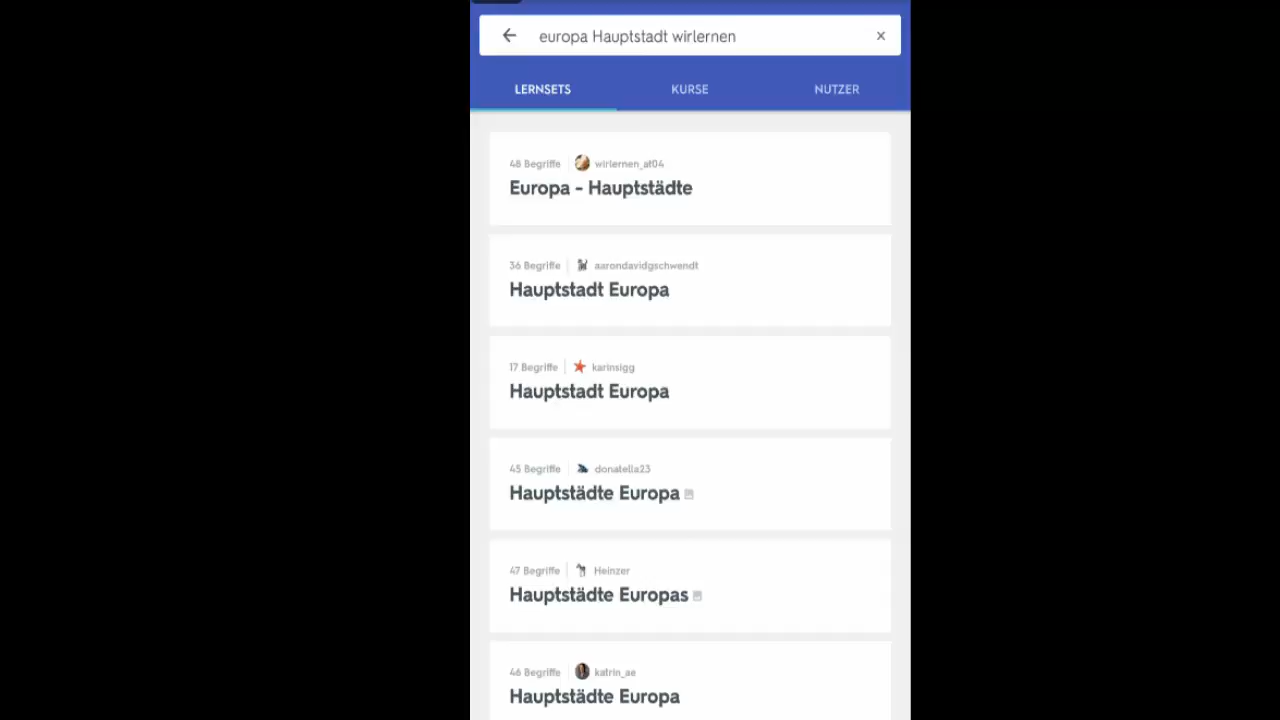 europa Hauptstadt wirlernen
LERNSETS KURSE NUTZER
48 Begriffe wirlernen_at04
Europa - Hauptstädte
36 Begriffe aarondavidgschwendt
Hauptstadt Europa
17 Begriffe karinsigg
Hauptstadt Europa
45 Begriffe donatella23
Hauptstädte Europa
47 Begriffe Heinzer
Hauptstädte Europas
46 Begriffe katrin_ae
Hauptstädte Europa